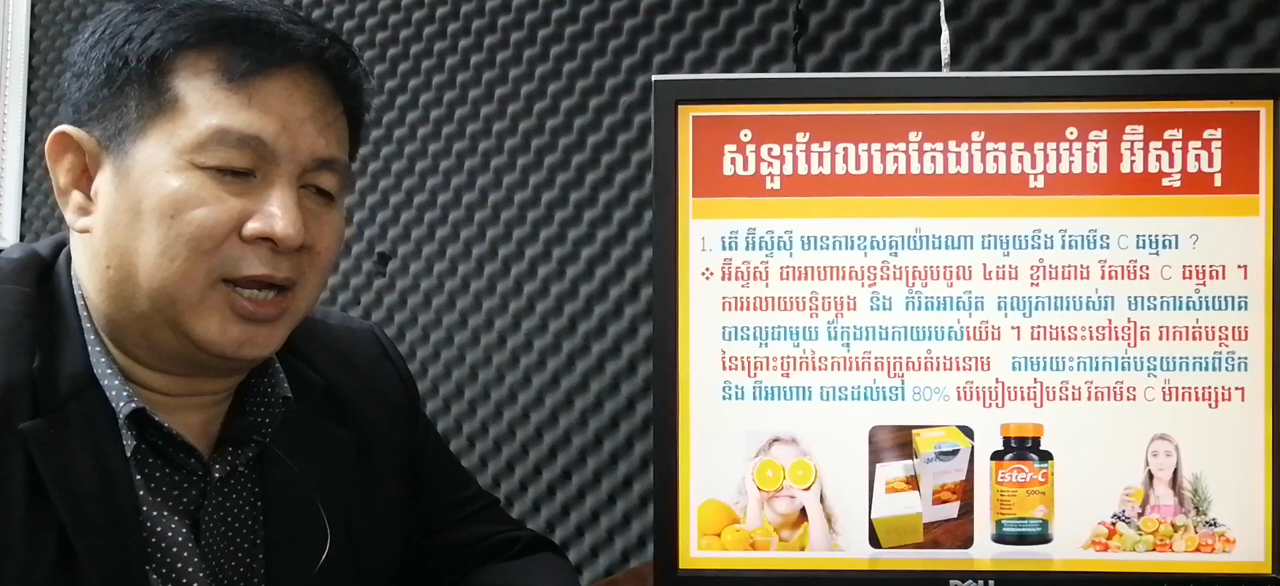 សំនួរដែលគេតែងតែសួរអំពី អ៊ីស្ទឺស៊ី
1. តើ អ៊ីស្ទឺស៊ី មានការខុសគ្នាយ៉ាងណា ជាមួយនឹង វីតាមីន C ធម្មតា ?
❖ អ៊ីស្ទឺស៊ី ជាអាហារសុទ្ធនិងស្រូបចូល ៤ដង ខ្លាំងជាង វីតាមីន C ធម្មតា ។
ការរលាយបន្តិចម្តង និង កំរិតអាស៊ីត តុល្យភាពរបស់វា មានការសំយោគ
បានល្អជាមួយ រ៉ែក្នុងរាងកាយរបស់យើង ។ ជាងនេះទៅទៀត វាកាត់បន្ថយ
នៃគ្រោះថ្នាក់នៃការកើតក្រួសតំរងនោម តាមរយះការកាត់បន្ថយកករពីទឹក
និង ពីអាហារ បានដល់ទៅ 80% បើប្រៀបធៀបនឹង វីតាមីន C ម៉ាកផ្សេងៗ
Ester-C
500mg